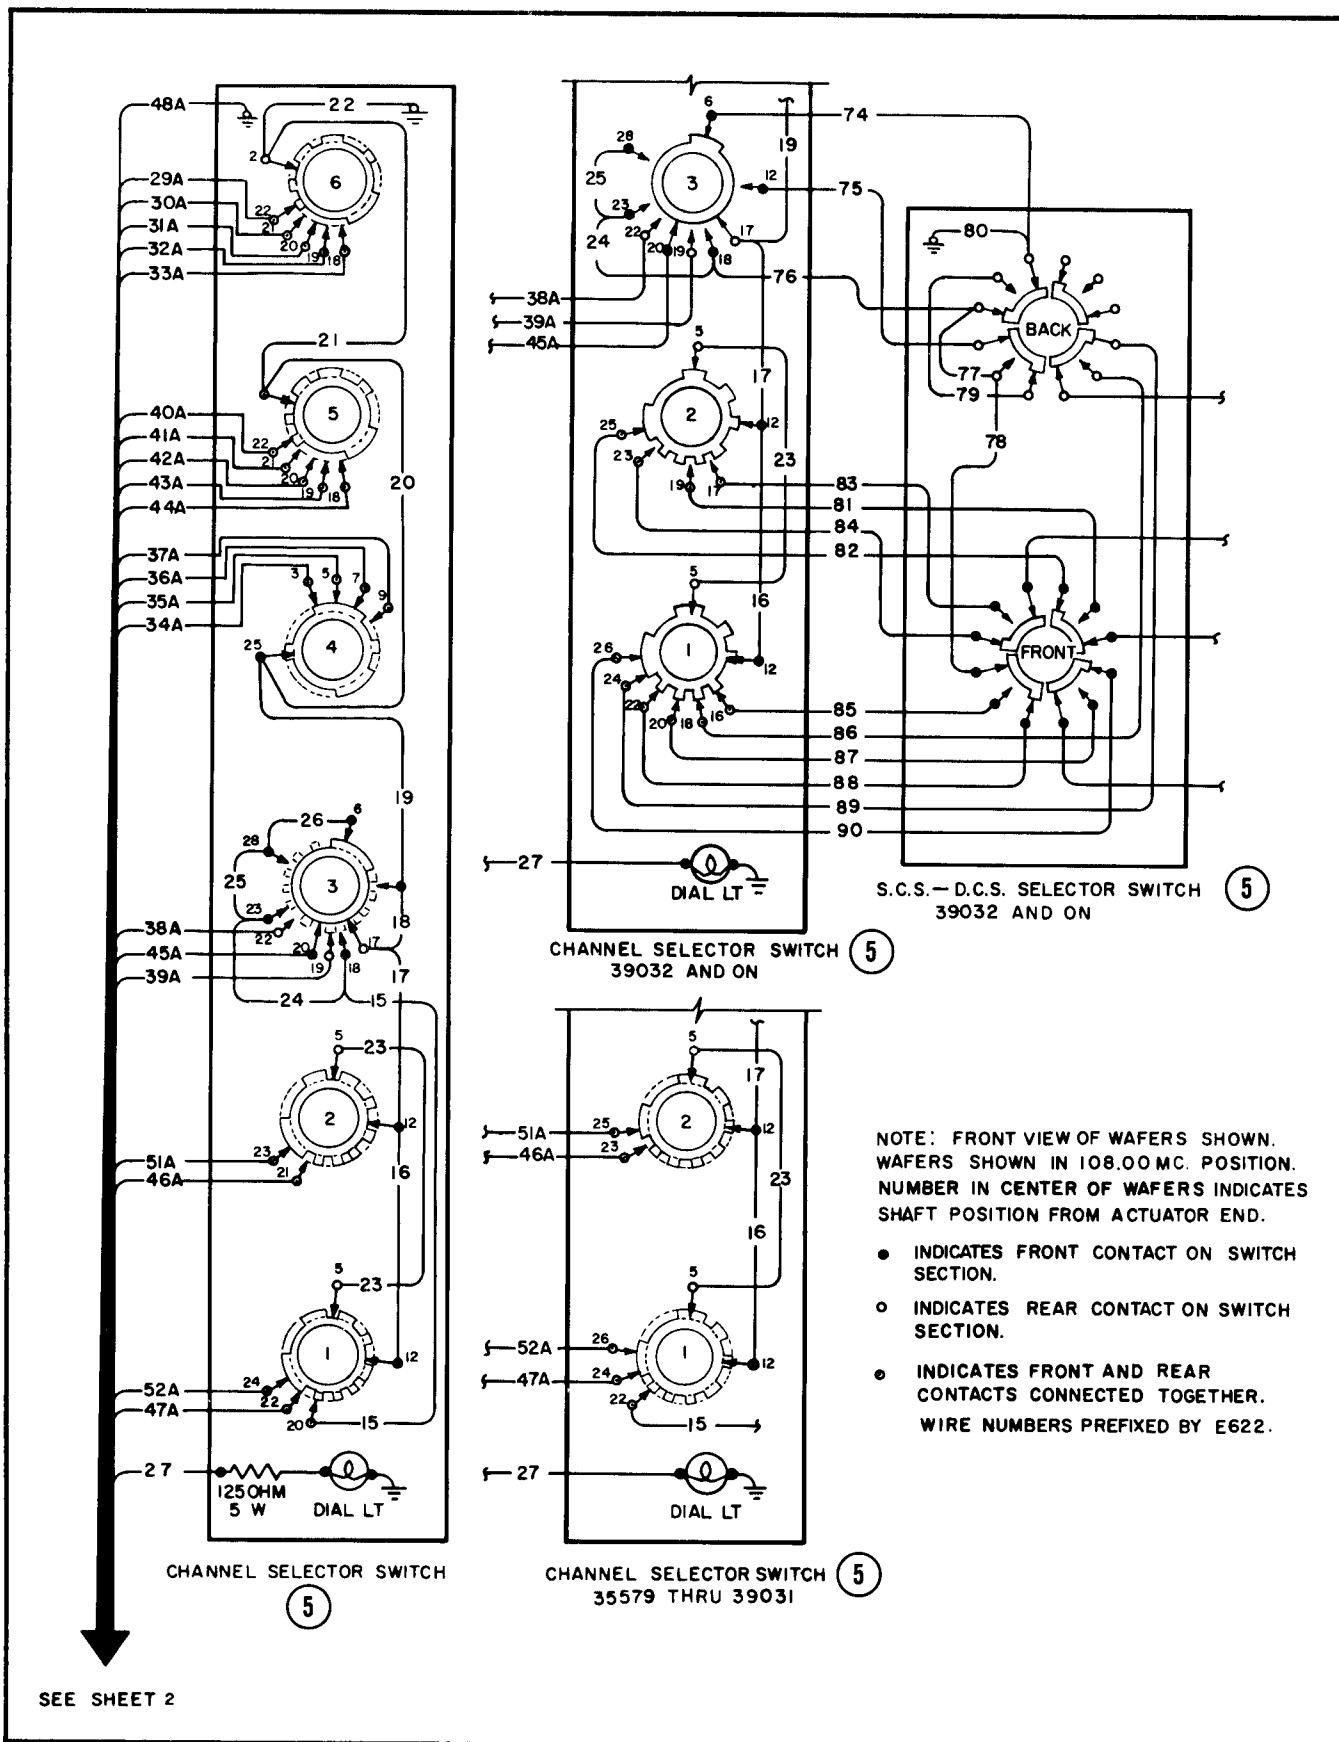 48A
22
2
6
29A
30A
31A
32A
33A
22
21
20
19
18
21
5
40A
41A
42A
43A
44A
22
21
20
19
18
20
37A
36A
35A
34A
3
5
7
9
4
25
19
26
6
28
3
25
23
22
20
19
18
17
18
38A
45A
39A
17
24
15
5
23
2
12
51A
46A
23
21
16
5
23
1
12
52A
47A
24
22
20
15
27
125 OHM
5 W
DIAL LT
CHANNEL SELECTOR SWITCH
5
SEE SHEET 2
6
74
28
19
25
3
12
75
23
22
24
20
19
18
17
76
38A
39A
45A
5
17
2
25
12
23
23
19
17
83
81
84
82
5
16
1
26
12
24
22
20
18
16
85
86
87
88
89
90
27
DIAL LT
CHANNEL SELECTOR SWITCH
39032 AND ON
5
80
BACK
77
79
78
FRONT
S.C.S.— D.C.S. SELECTOR SWITCH
39032 AND ON
5
5
17
2
51A
25
12
46A
23
23
16
5
52A
26
1
12
47A
24
22
15
27
DIAL LT
CHANNEL SELECTOR SWITCH
35579 THRU 39031
5
NOTE: FRONT VIEW OF WAFERS SHOWN.
WAFERS SHOWN IN 108.00 MC. POSITION.
NUMBER IN CENTER OF WAFERS INDICATES
SHAFT POSITION FROM ACTUATOR END.
INDICATES FRONT CONTACT ON SWITCH
SECTION.
INDICATES REAR CONTACT ON SWITCH
SECTION.
INDICATES FRONT AND REAR
CONTACTS CONNECTED TOGETHER.
WIRE NUMBERS PREFIXED BY E622.